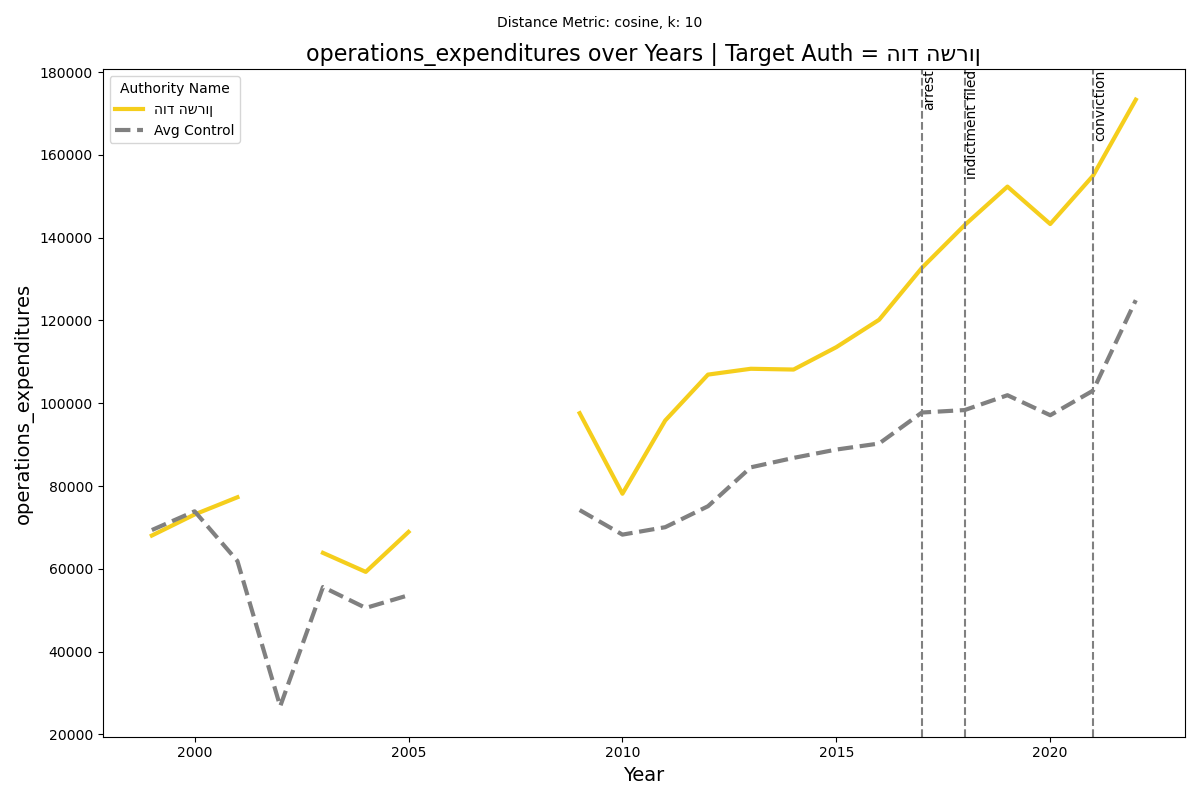 Distance Metric: cosine, k: 10
operations_expenditures over Years | Target Auth = הוד השרון
Authority Name
הוד השרון
Avg Control
arrest
indictment filed
conviction
operations_expenditures
180000
160000
140000
120000
100000
80000
60000
40000
20000
2000
2005
2010
2015
2020
Year